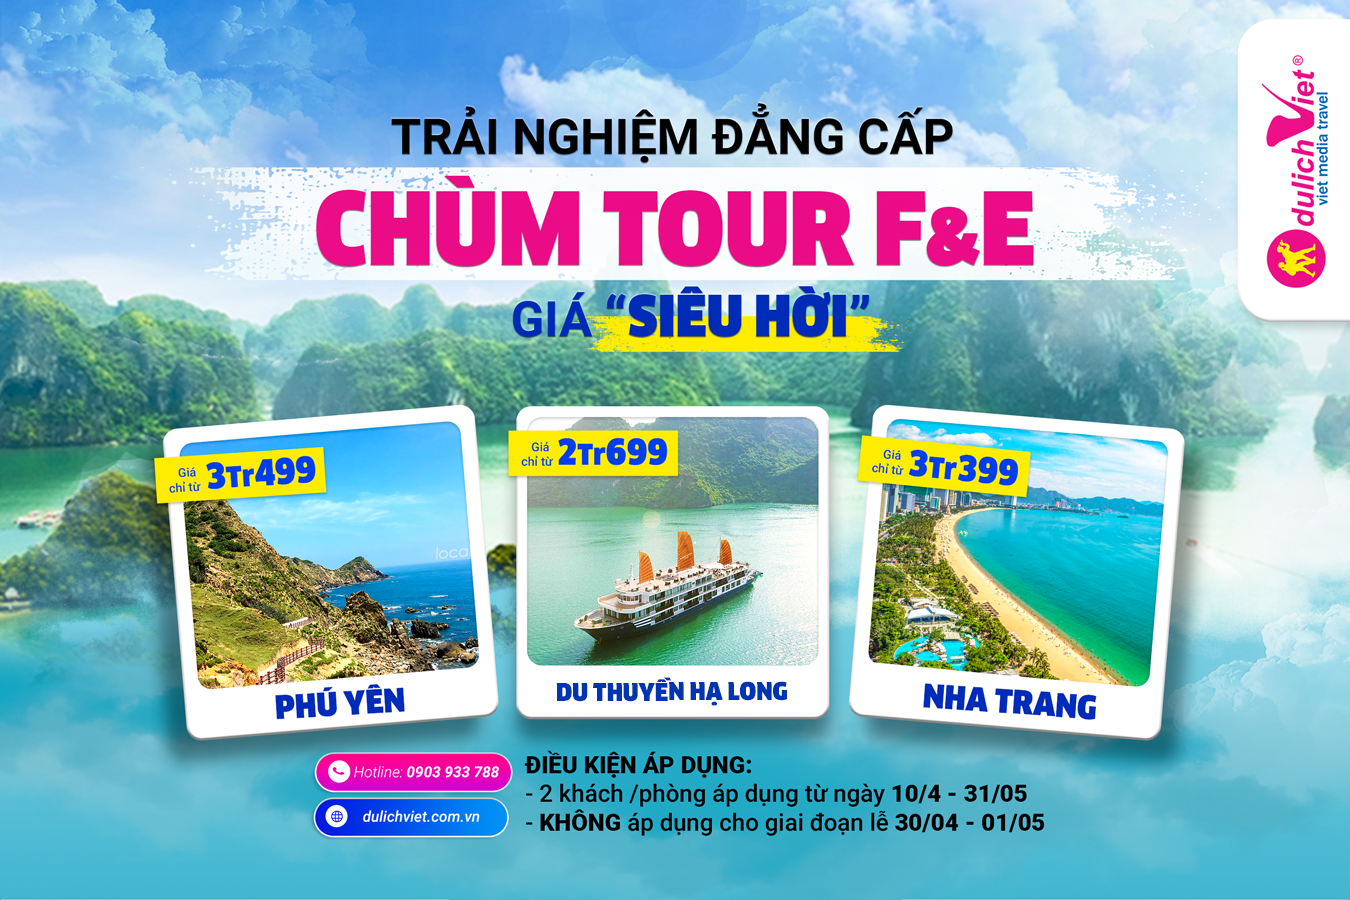 TRẢI NGHIỆM ĐẲNG CẤP
CHÙM TOUR F&E
GIÁ “SIÊU HỜI”
dulich Viet®
viet media travel
Giá chỉ từ 3Tr499
loca
PHÚ YÊN
Giá chỉ từ 2Tr699
DU THUYỀN HẠ LONG
Giá chỉ từ 3Tr399
NHA TRANG
Hotline: 0903 933 788
dulichviet.com.vn
ĐIỀU KIỆN ÁP DỤNG:
- 2 khách /phòng áp dụng từ ngày 10/4 - 31/05
- KHÔNG áp dụng cho giai đoạn lễ 30/04 - 01/05